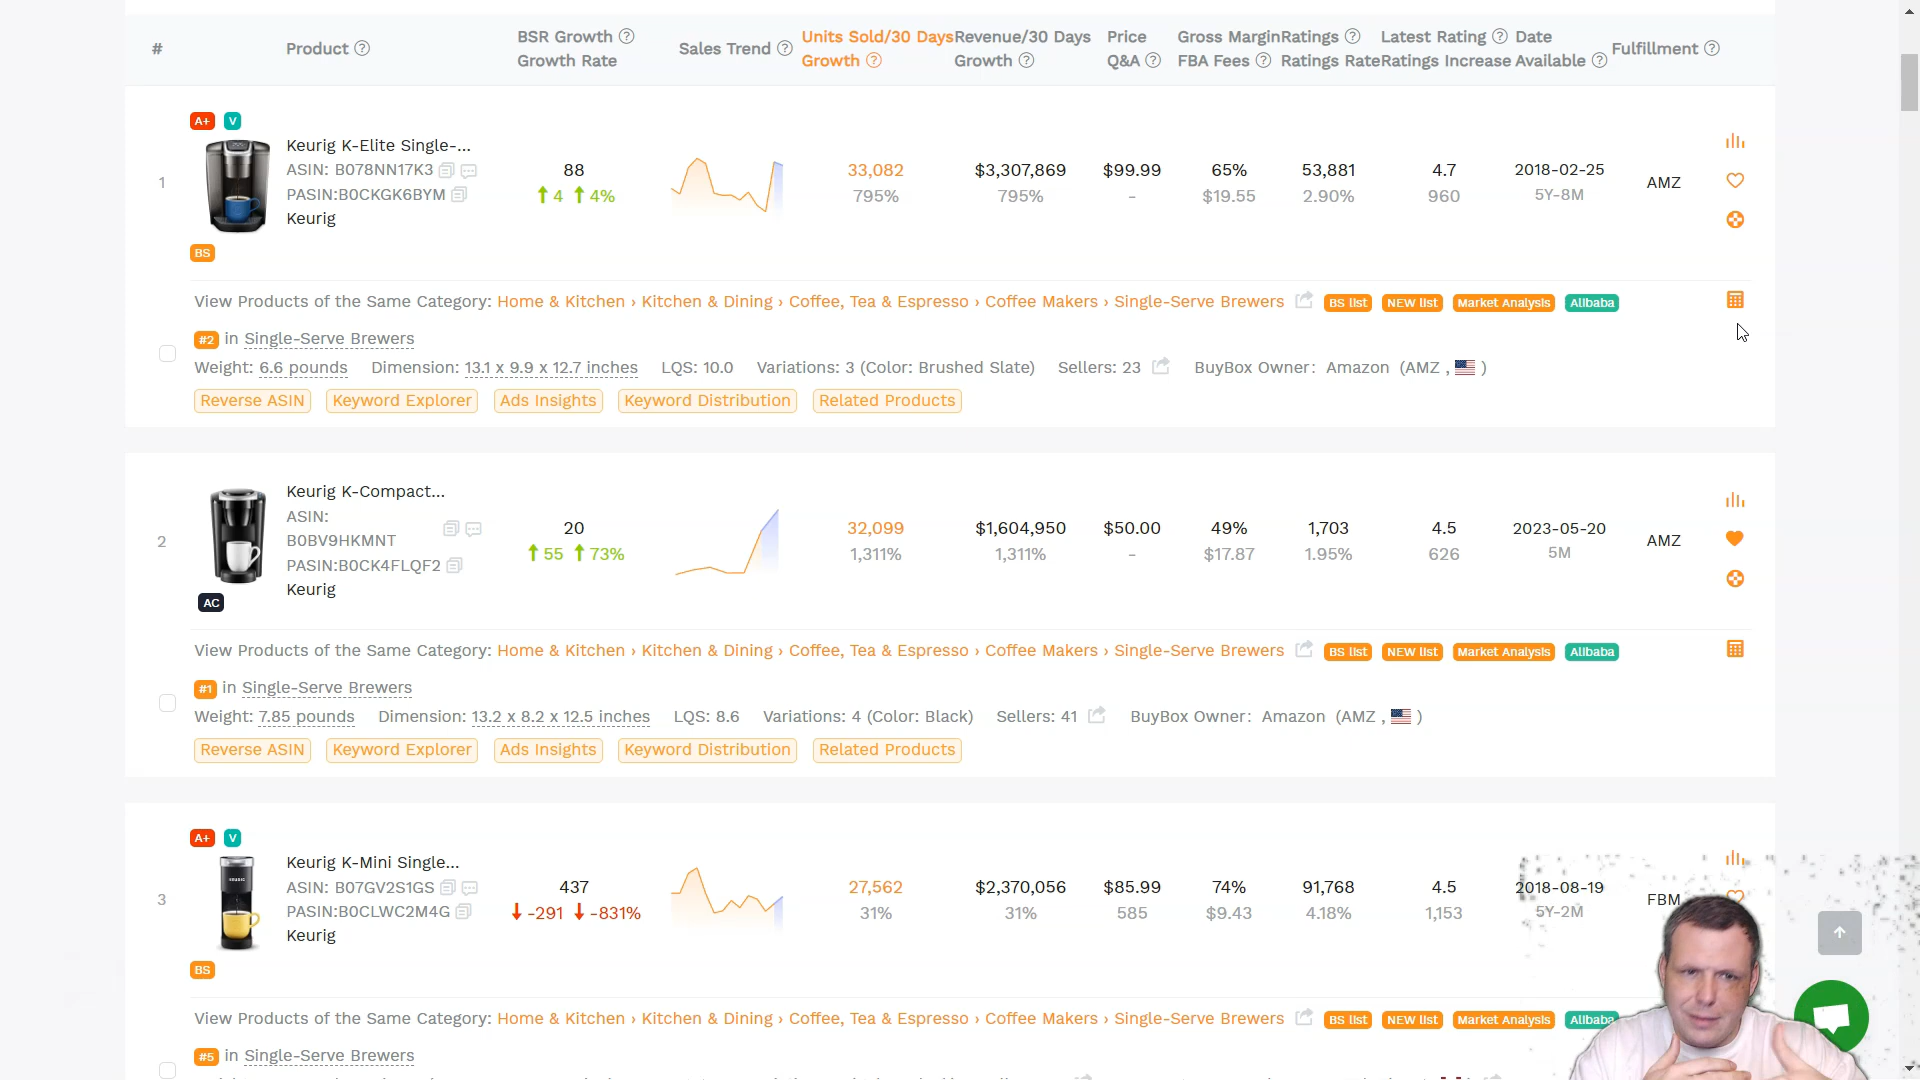 # Product BSR Growth Growth Rate Sales Trend Units Sold/30 Days Growth Revenue/30 Days Growth Price Q&A Gross Margin FBA Fees Ratings Ratings Rate Latest Rating Ratings Increase Date Available Fulfillment
A+ V
Keurig K-Elite Single-...
ASIN: B078NN17K3
PASIN:B0CKGK6BYM
Keurig
BS
1 88 33,082 $3,307,869 $99.99 65% 53,881 4.7 2018-02-25 AMZ
4 4% 795% 795% - $19.55 2.90% 960 5Y-8M
View Products of the Same Category: Home & Kitchen › Kitchen & Dining › Coffee, Tea & Espresso › Coffee Makers › Single-Serve Brewers BS list NEW list Market Analysis Alibaba
#2 in Single-Serve Brewers
Weight: 6.6 pounds Dimension: 13.1 x 9.9 x 12.7 inches LQS: 10.0 Variations: 3 (Color: Brushed Slate) Sellers: 23 BuyBox Owner: Amazon (AMZ , )
Reverse ASIN Keyword Explorer Ads Insights Keyword Distribution Related Products
Keurig K-Compact...
ASIN:
B0BV9HKMNT
PASIN:B0CK4FLQF2
Keurig
AC
2 20 32,099 $1,604,950 $50.00 49% 1,703 4.5 2023-05-20 AMZ
55 73% 1,311% 1,311% - $17.87 1.95% 626 5M
View Products of the Same Category: Home & Kitchen › Kitchen & Dining › Coffee, Tea & Espresso › Coffee Makers › Single-Serve Brewers BS list NEW list Market Analysis Alibaba
#1 in Single-Serve Brewers
Weight: 7.85 pounds Dimension: 13.2 x 8.2 x 12.5 inches LQS: 8.6 Variations: 4 (Color: Black) Sellers: 41 BuyBox Owner: Amazon (AMZ , )
Reverse ASIN Keyword Explorer Ads Insights Keyword Distribution Related Products
A+ V
Keurig K-Mini Single...
ASIN: B07GV2S1GS
PASIN:B0CLWC2M4G
Keurig
BS
3 437 27,562 $2,370,056 $85.99 74% 91,768 4.5 2018-08-19 FBM
-291 -831% 31% 31% 585 $9.43 4.18% 1,153 5Y-2M
View Products of the Same Category: Home & Kitchen › Kitchen & Dining › Coffee, Tea & Espresso › Coffee Makers › Single-Serve Brewers BS list NEW list Market Analysis Alibaba
#5 in Single-Serve Brewers